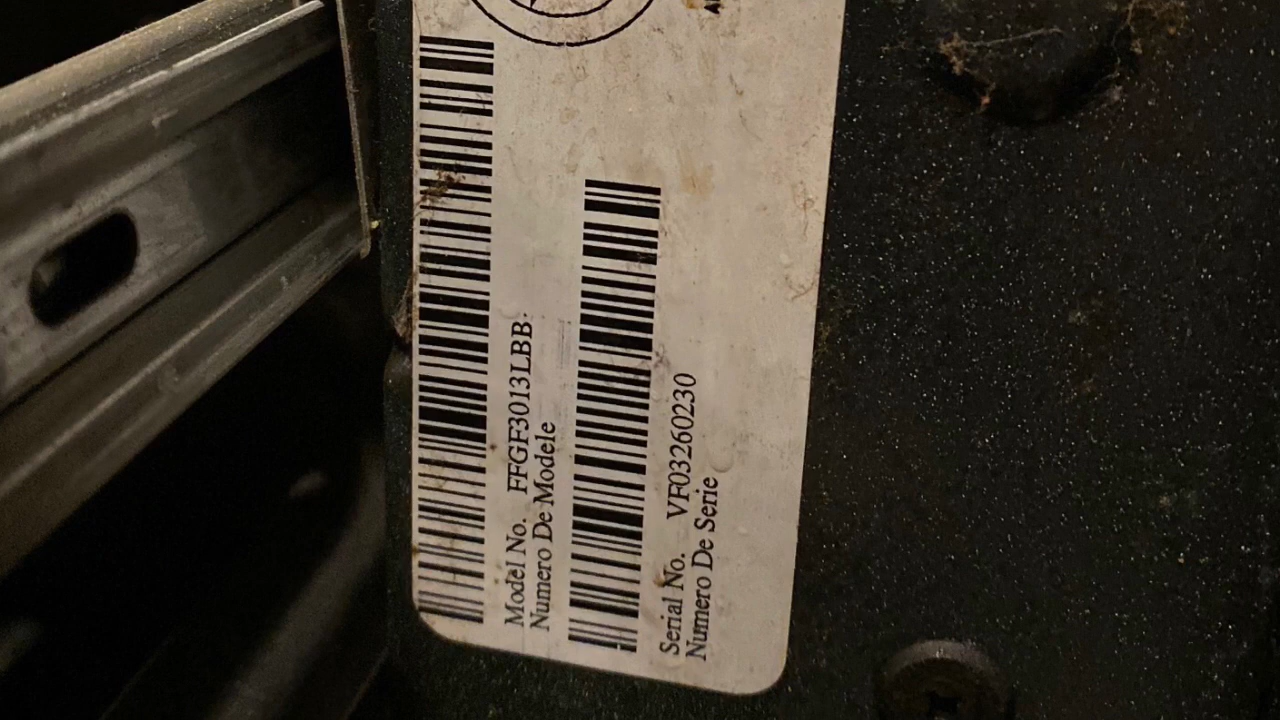 Model No. FFGF3013LBB
Numero De Modele
Serial No. VF03260230
Numero De Serie